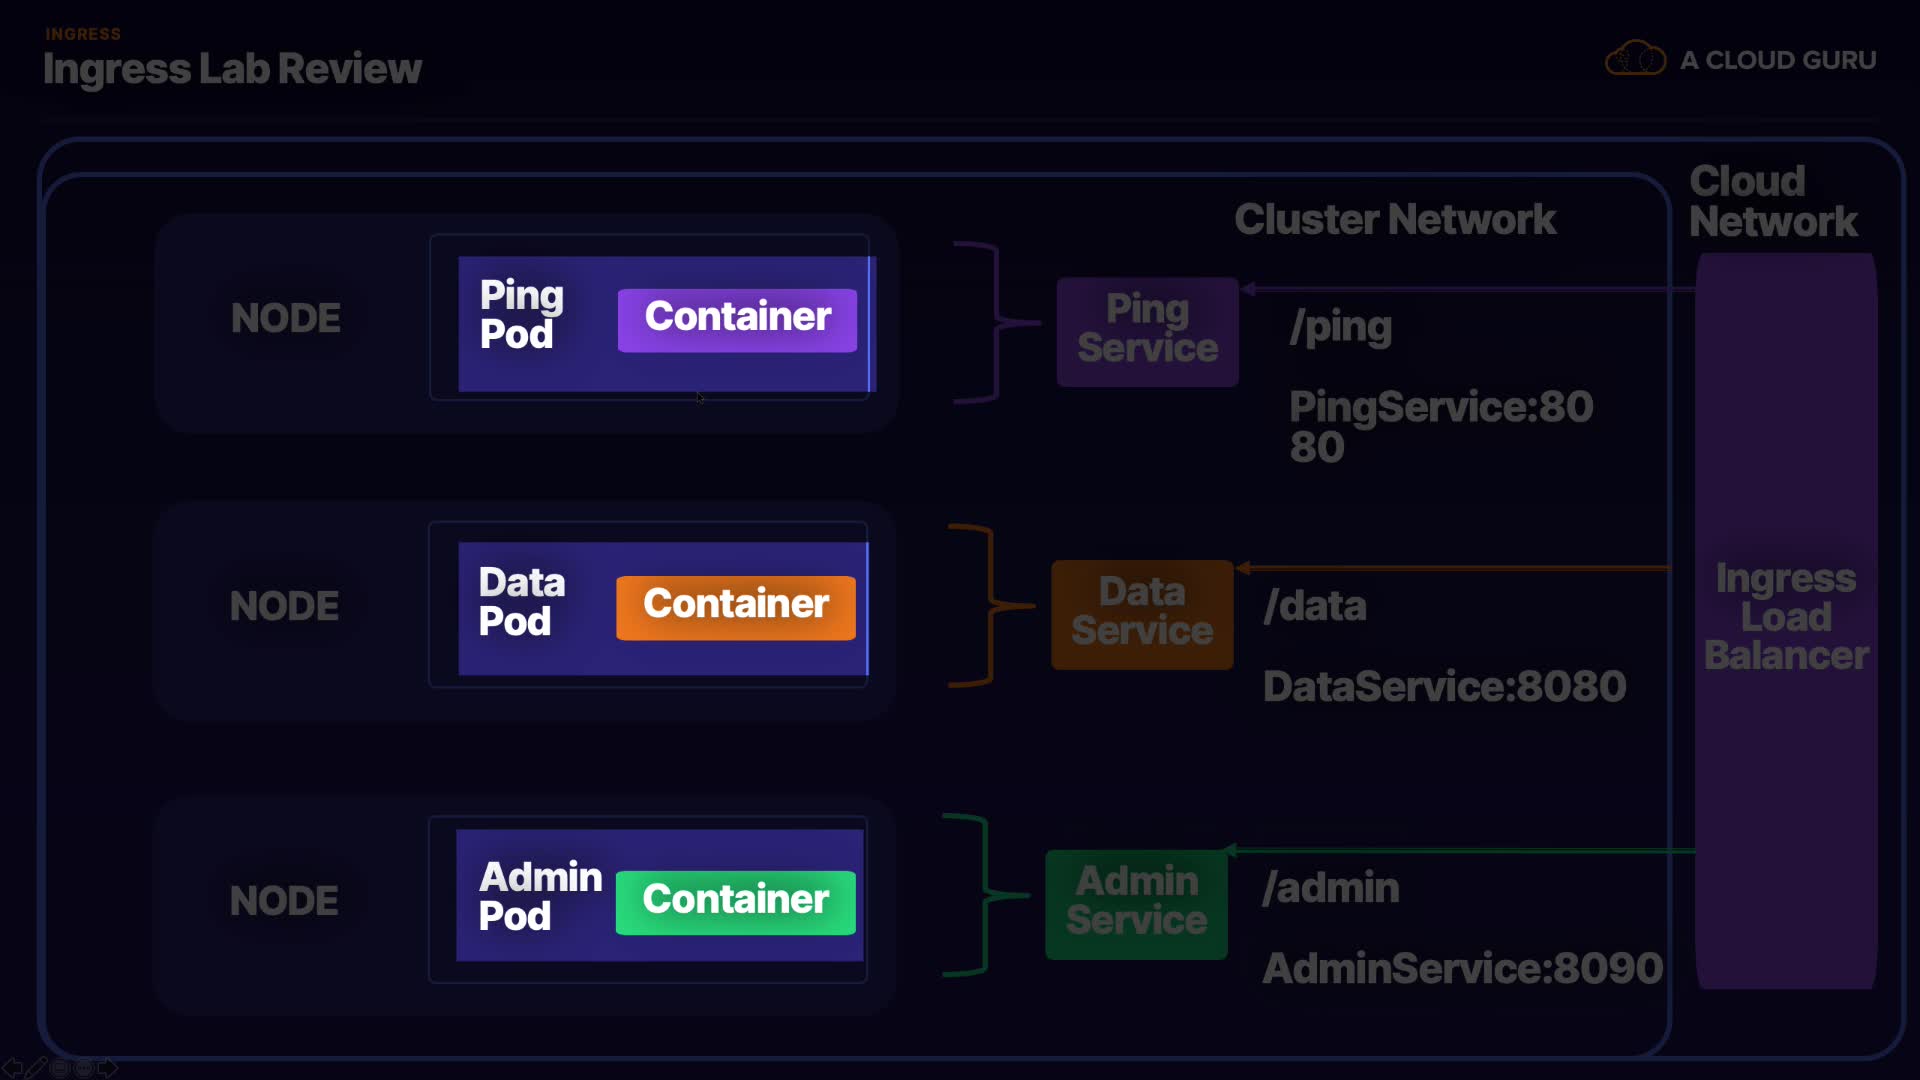 INGRESS
Ingress Lab Review
A CLOUD GURU
Cloud
Network
Cluster Network
NODE
Ping
Pod
Container
Ping
Service
/ping
PingService:80
80
NODE
Data
Pod
Container
Data
Service
/data
DataService:8080
Ingress
Load
Balancer
NODE
Admin
Pod
Container
Admin
Service
/admin
AdminService:8090